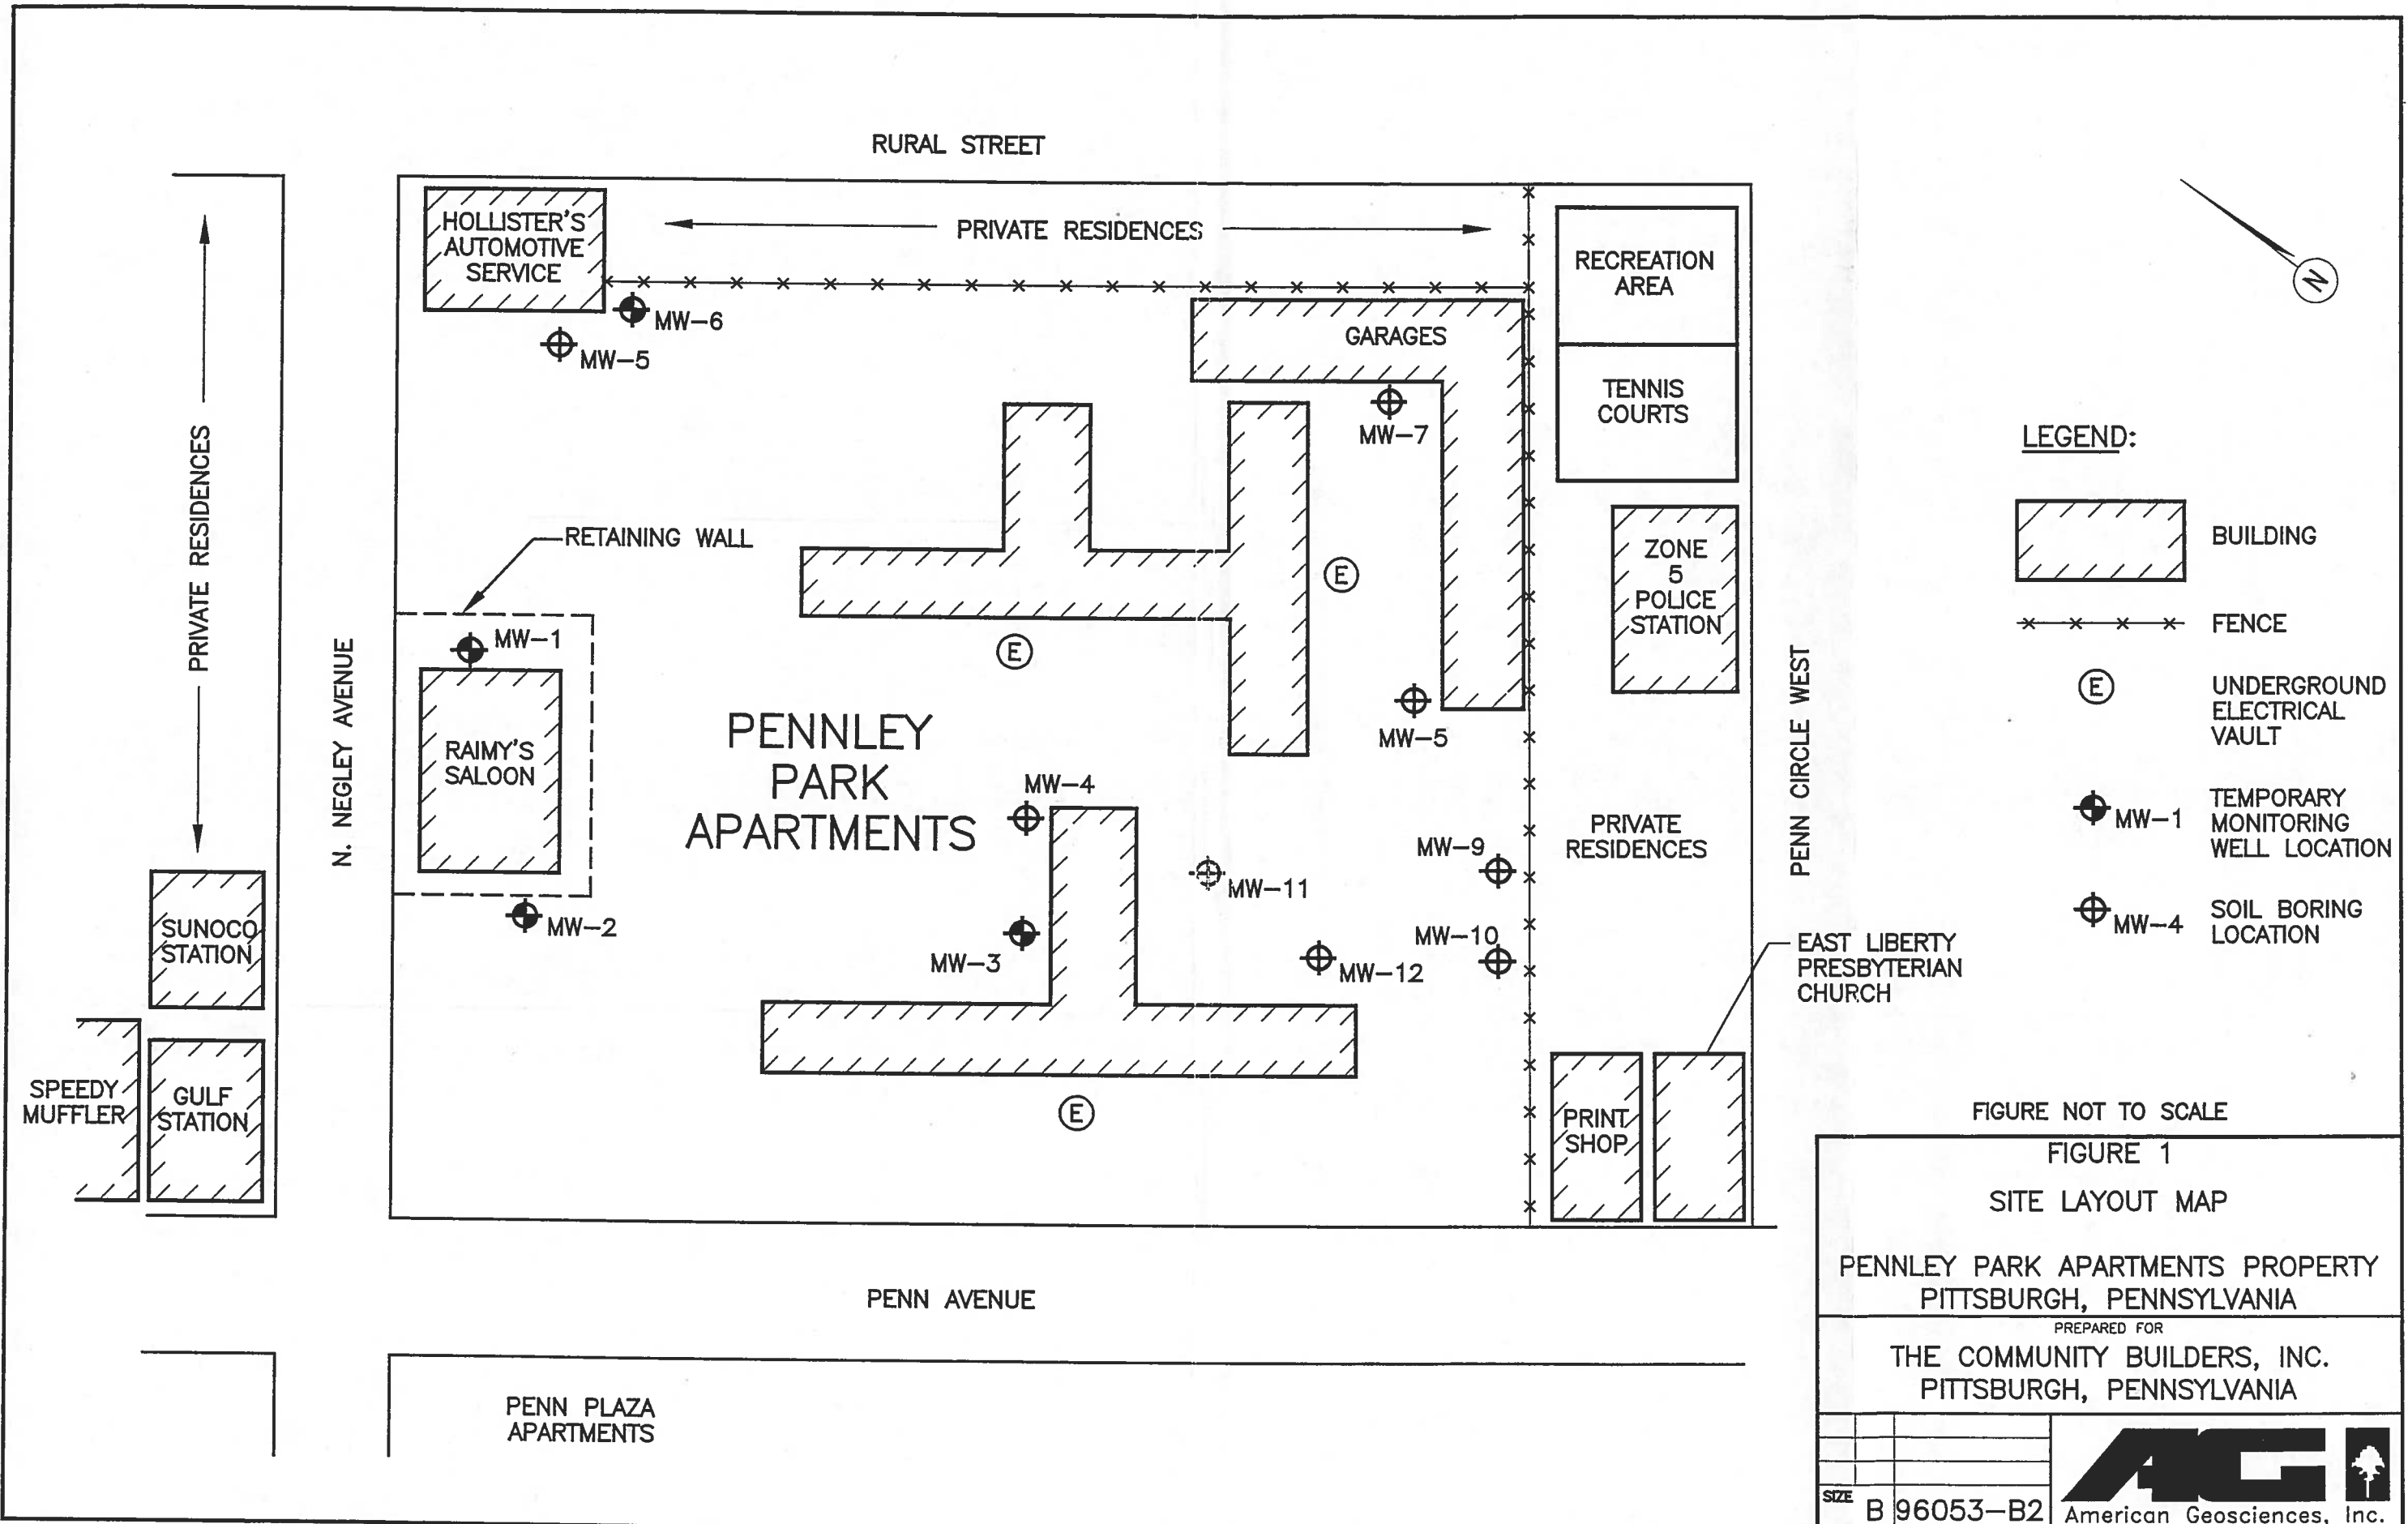 RURAL STREET
HOLLISTER'S
AUTOMOTIVE
SERVICE
PRIVATE RESIDENCES
RECREATION
AREA
N
MW-6
MW-5
GARAGES
TENNIS
COURTS
MW-7
PRIVATE RESIDENCES
RETAINING WALL
E
ZONE
5
POLICE
STATION
MW-1
E
N. NEGLEY AVENUE
RAIMY'S
SALOON
PENNLEY
PARK
APARTMENTS
MW-5
PENN CIRCLE WEST
MW-4
PRIVATE
RESIDENCES
MW-9
MW-11
MW-2
MW-3
MW-10
MW-12
SUNOCO
STATION
EAST LIBERTY
PRESBYTERIAN
CHURCH
SPEEDY
MUFFLER
GULF
STATION
E
PRINT
SHOP
PENN AVENUE
PENN PLAZA
APARTMENTS
LEGEND:
BUILDING
FENCE
E
UNDERGROUND
ELECTRICAL
VAULT
MW-1
TEMPORARY
MONITORING
WELL LOCATION
MW-4
SOIL BORING
LOCATION
FIGURE NOT TO SCALE
FIGURE 1
SITE LAYOUT MAP
PENNLEY PARK APARTMENTS PROPERTY
PITTSBURGH, PENNSYLVANIA
PREPARED FOR
THE COMMUNITY BUILDERS, INC.
PITTSBURGH, PENNSYLVANIA
SIZE B 96053-B2
AG
American Geosciences, Inc.